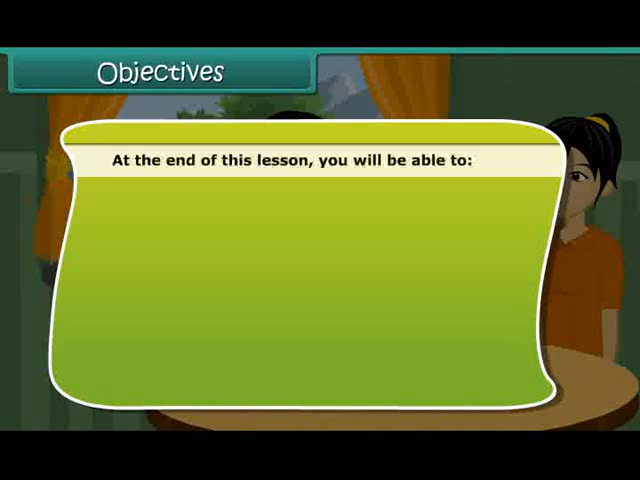 Objectives
At the end of this lesson, you will be able to: